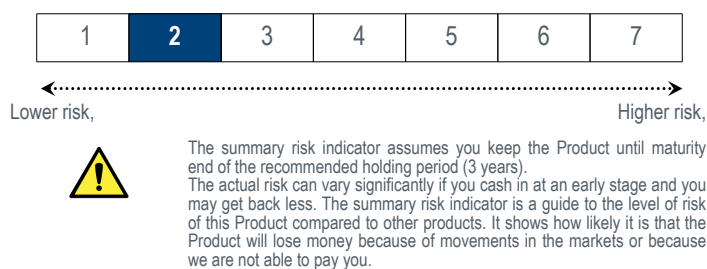 1 2 3 4 5 6 7
Lower risk, Higher risk,
The summary risk indicator assumes you keep the Product until maturity
end of the recommended holding period (3 years).
The actual risk can vary significantly if you cash in at an early stage and you
may get back less. The summary risk indicator is a guide to the level of risk
of this Product compared to other products. It shows how likely it is that the
Product will lose money because of movements in the markets or because
we are not able to pay you.